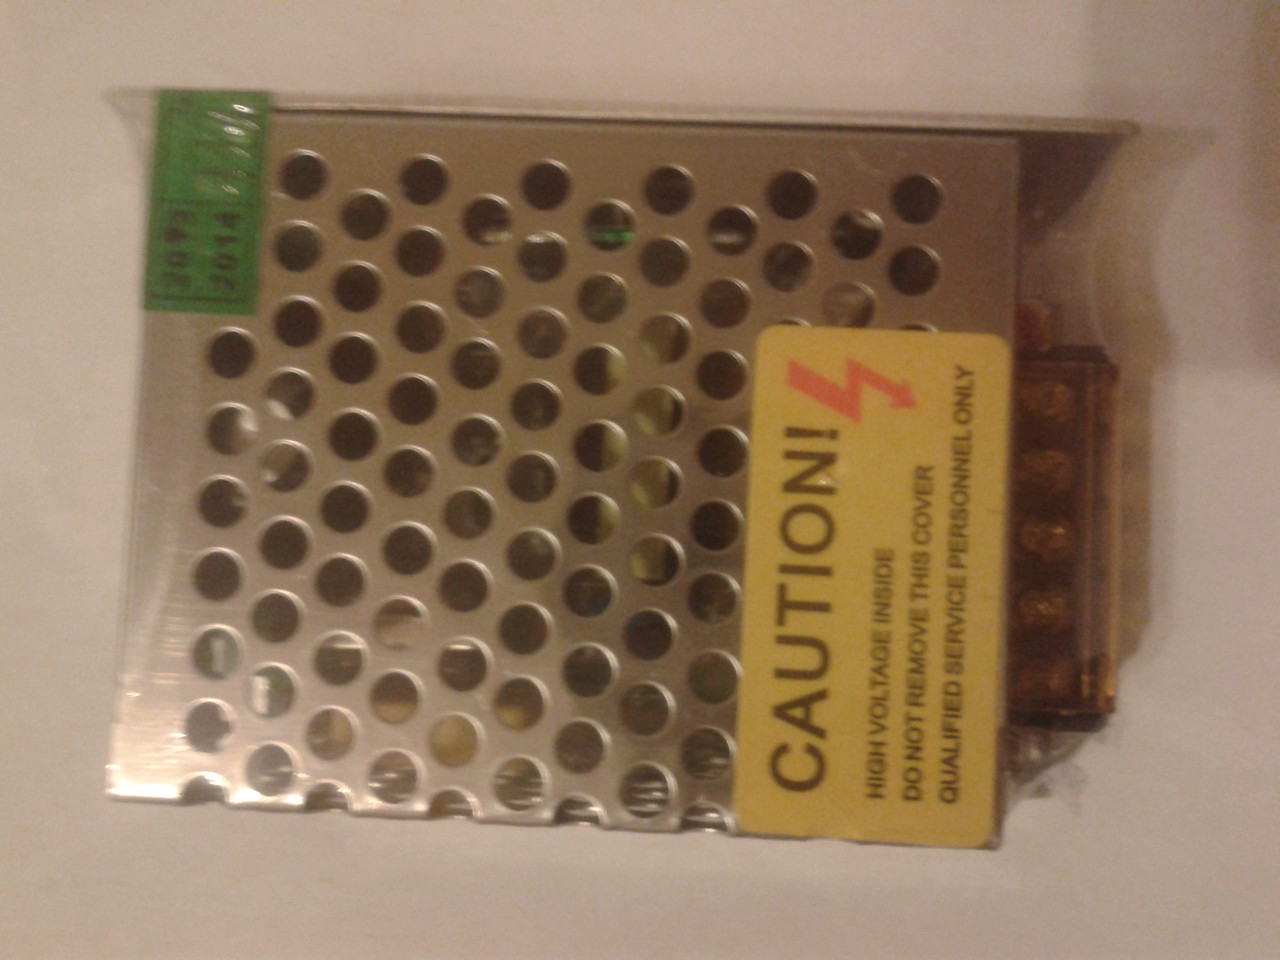 CAUTION!
HIGH VOLTAGE INSIDE
DO NOT REMOVE THIS COVER
QUALIFIED SERVICE PERSONNEL ONLY
2014